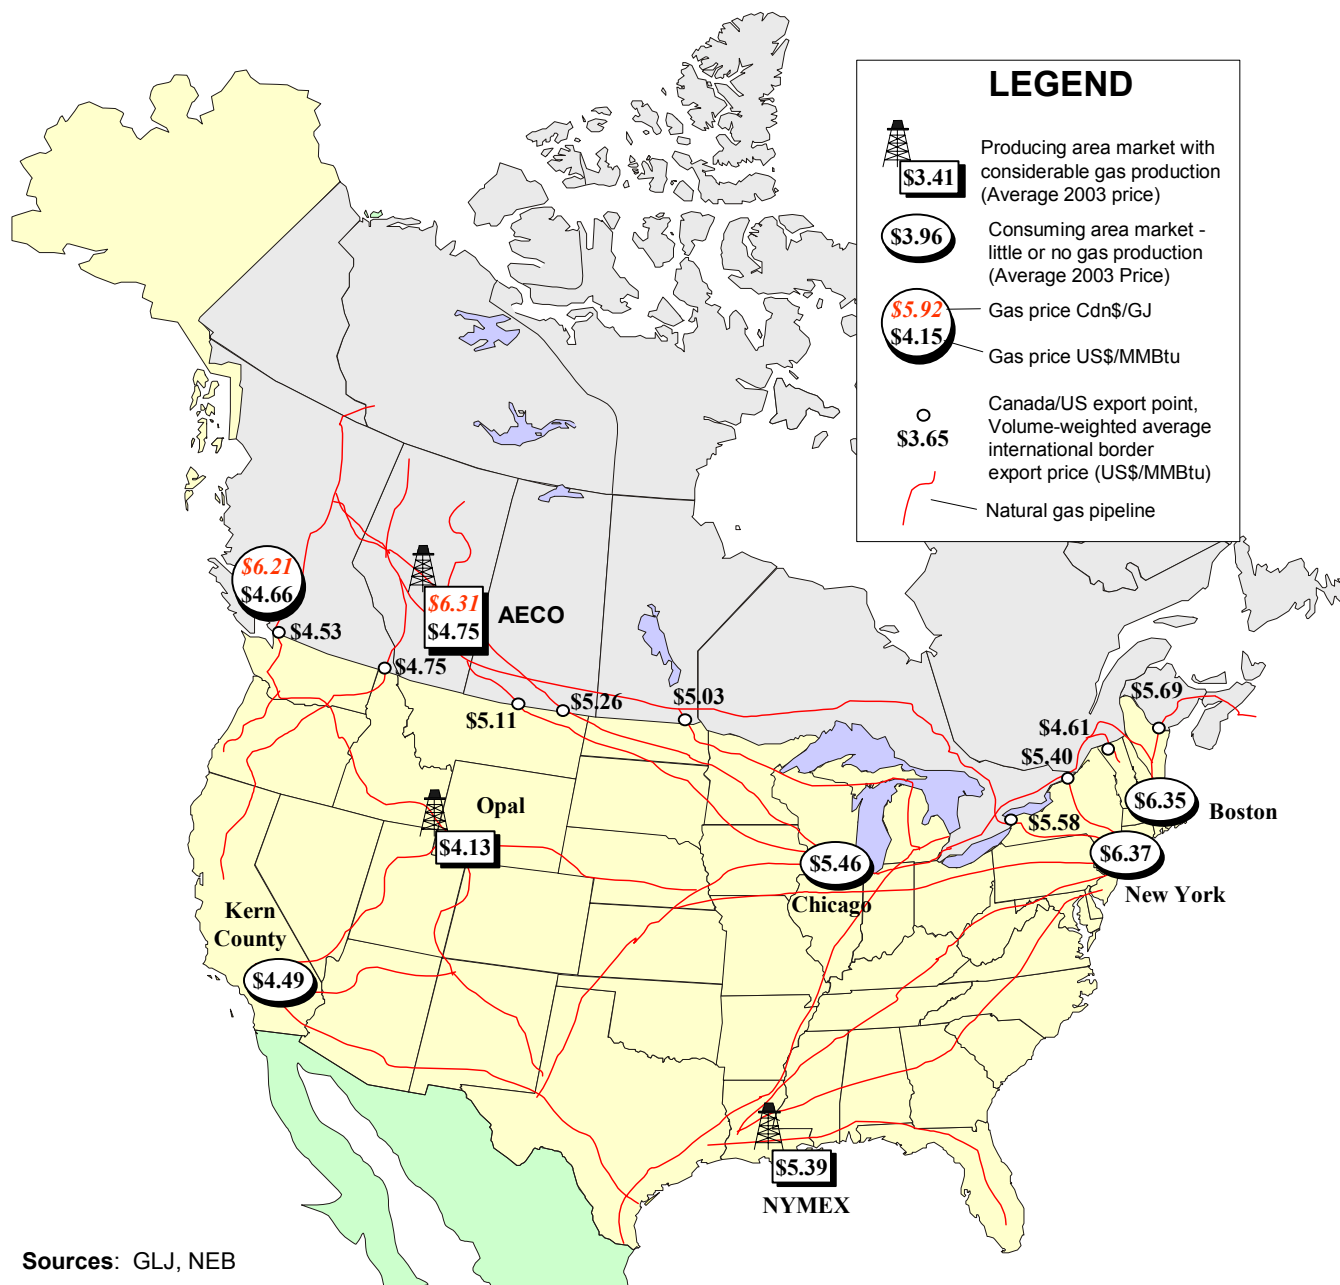 LEGEND
$3.41
Producing area market with
considerable gas production
(Average 2003 price)
$3.96
Consuming area market -
little or no gas production
(Average 2003 Price)
$5.92
$4.15
Gas price Cdn$/GJ
Gas price US$/MMBtu
$3.65
Canada/US export point,
Volume-weighted average
international border
export price (US$/MMBtu)
Natural gas pipeline
$6.21
$4.66
$4.53
$6.31
$4.75
AECO
$4.75
$5.11
$5.26
$5.03
$5.69
$4.61
$5.40
$5.58
$6.35
Boston
$6.37
New York
Opal
$4.13
$5.46
Chicago
Kern
County
$4.49
$5.39
NYMEX
Sources: GLJ, NEB